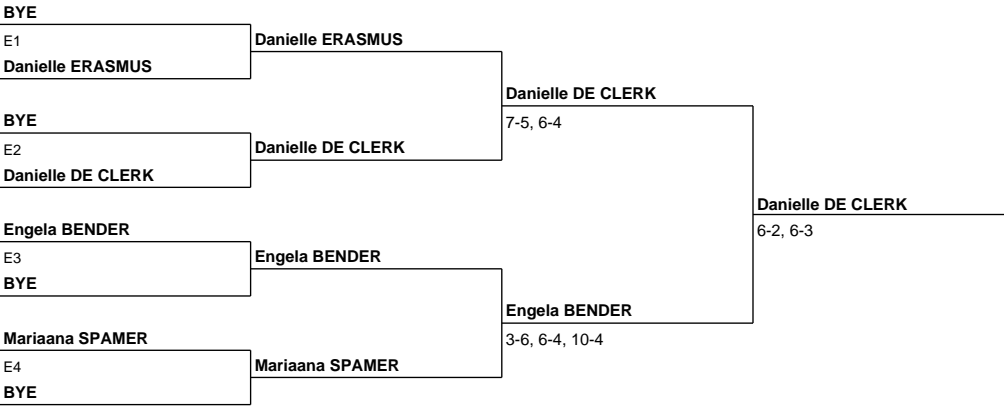 BYE
E1
Danielle ERASMUS
BYE
E2
Danielle DE CLERK
Engela BENDER
E3
BYE
Mariaana SPAMER
E4
BYE
Danielle ERASMUS
Danielle DE CLERK
Engela BENDER
Mariaana SPAMER
Danielle DE CLERK
7-5, 6-4
Engela BENDER
3-6, 6-4, 10-4
Danielle DE CLERK
6-2, 6-3